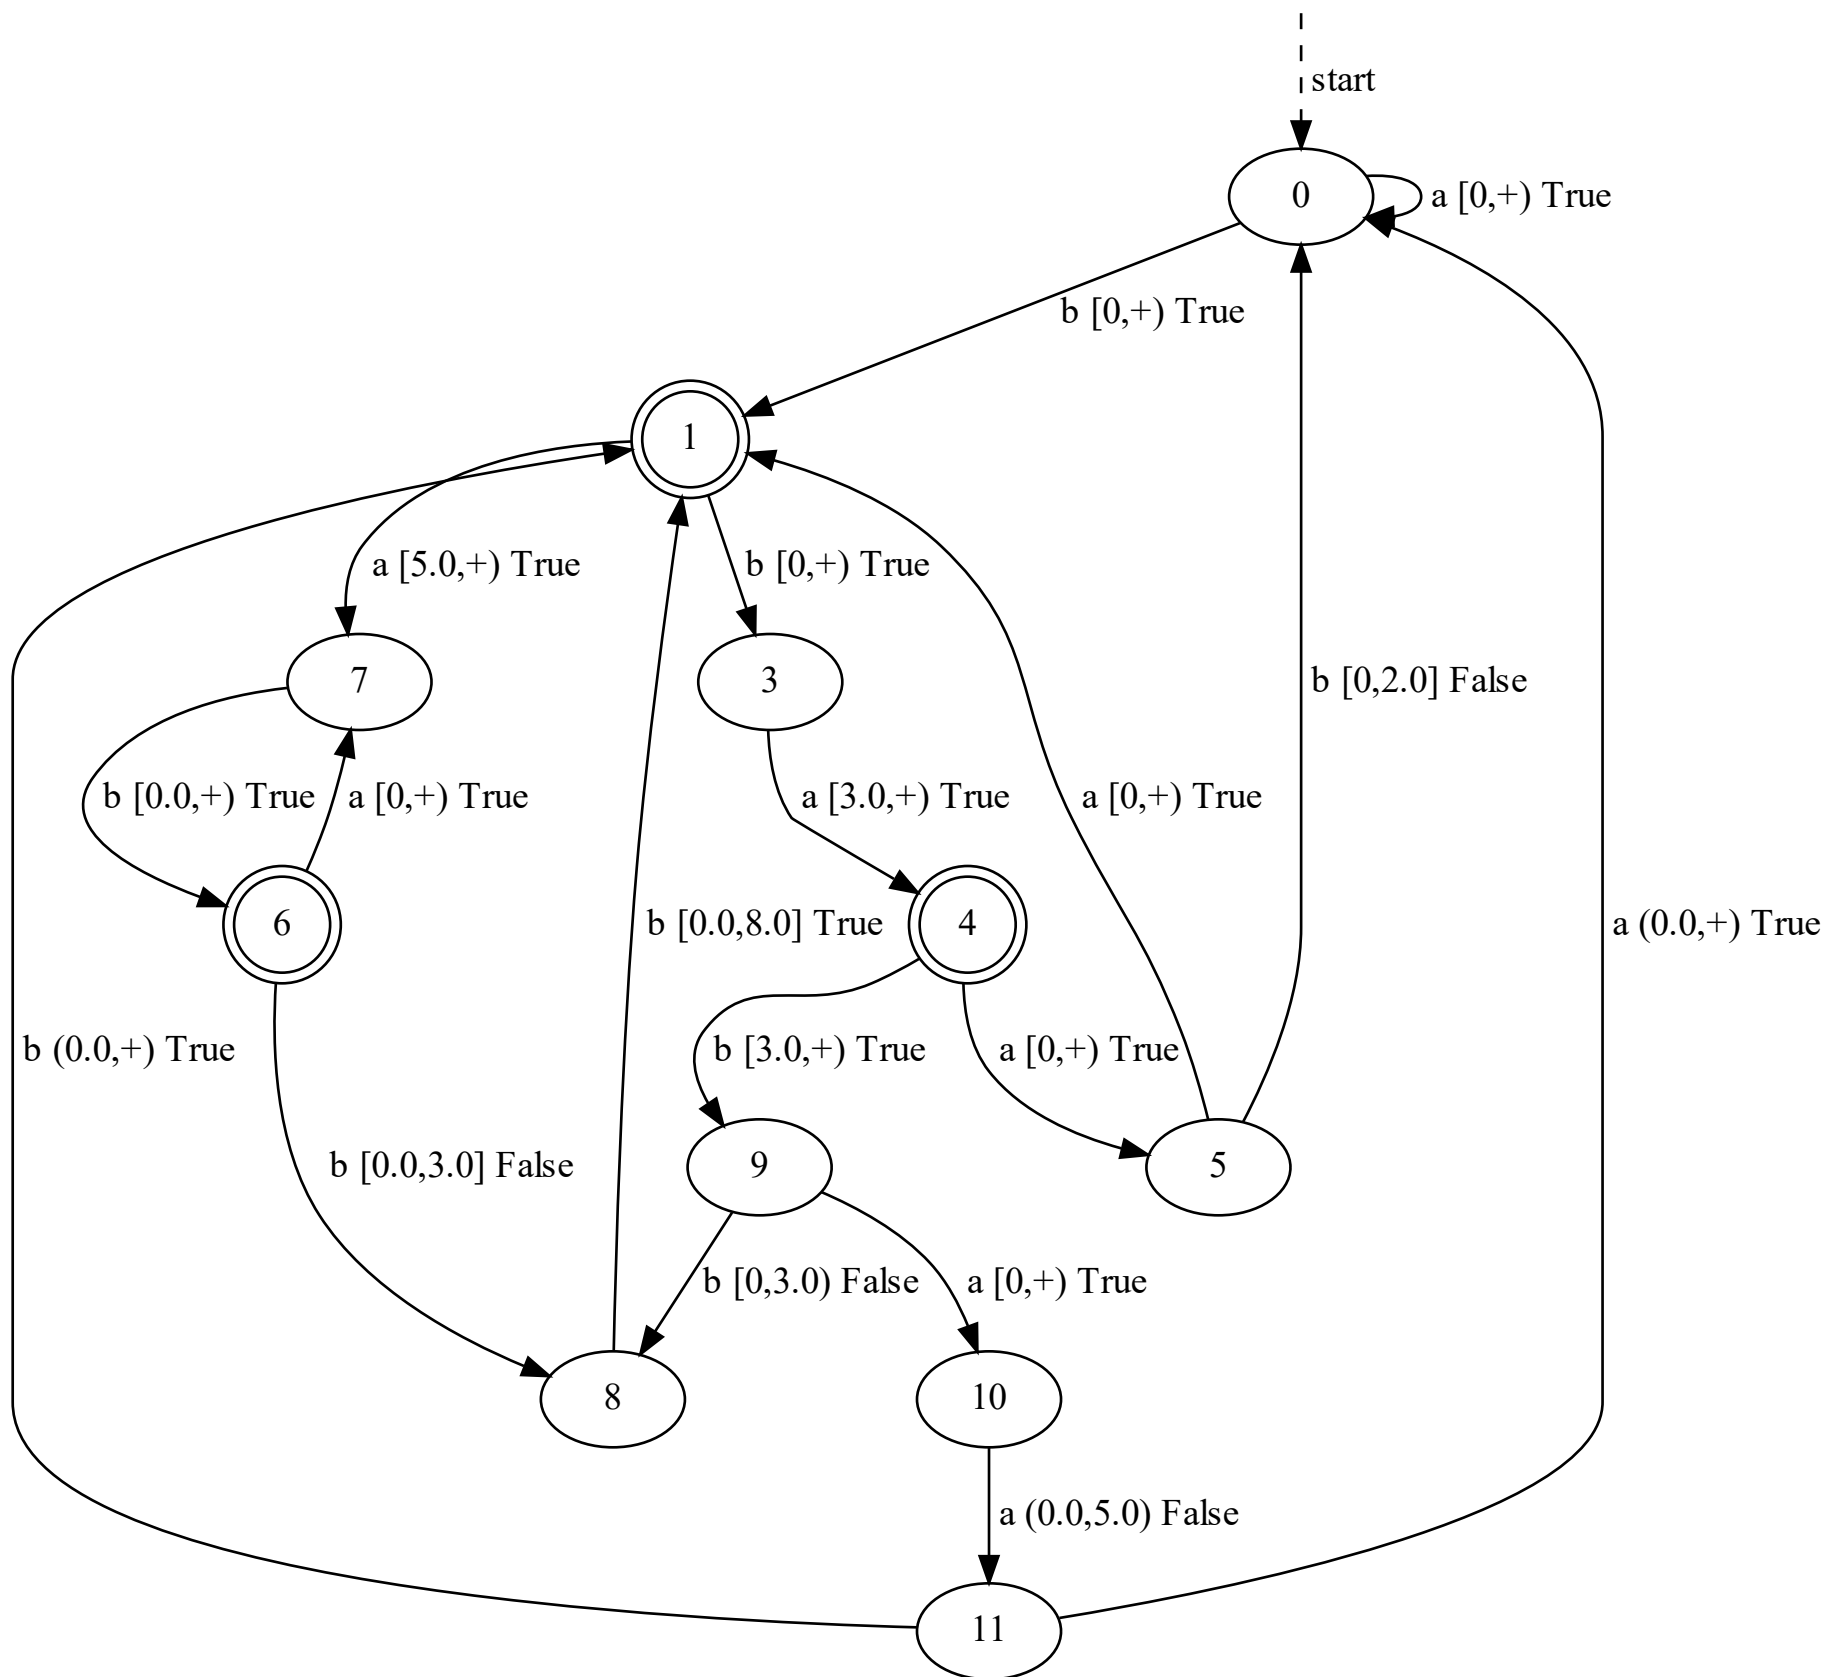 start
0
a [0,+) True
b [0,+) True
1
a [5.0,+) True
b [0,+) True
7
3
b [0,2.0] False
b [0.0,+) True
a [0,+) True
a [3.0,+) True
a [0,+) True
6
b [0.0,8.0] True
4
a (0.0,+) True
b (0.0,+) True
b [3.0,+) True
a [0,+) True
b [0.0,3.0] False
9
5
b [0,3.0) False
a [0,+) True
8
10
a (0.0,5.0) False
11